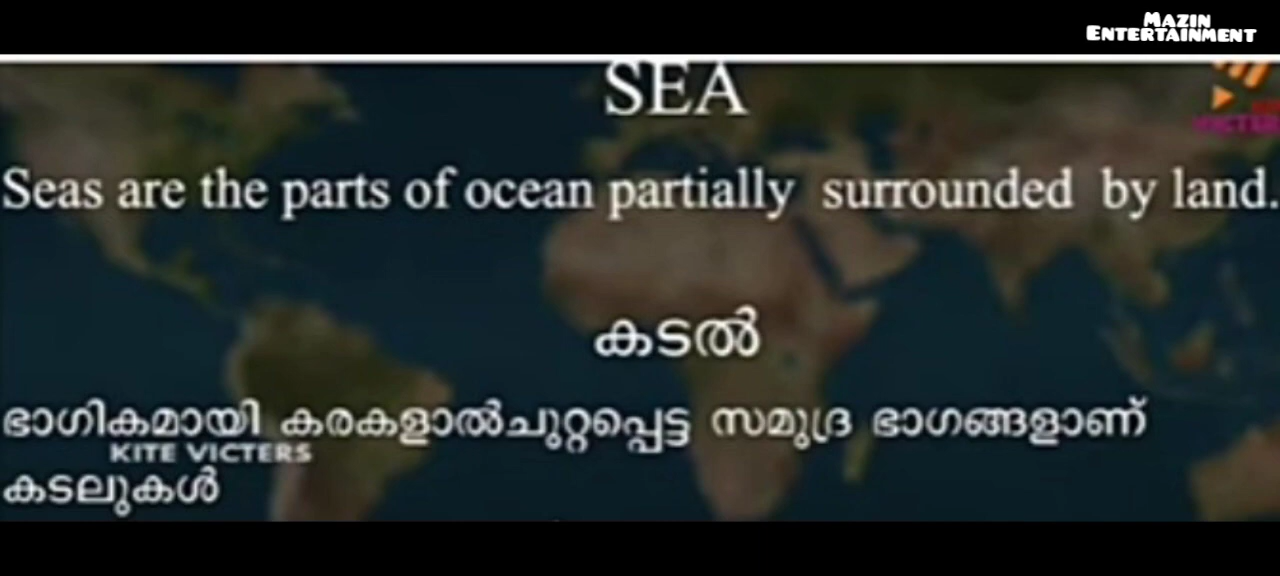 MAZIN
ENTERTAINMENT
SEA
VICTER
Seas are the parts of ocean partially surrounded by land.
കടൽ
ഭാഗികമായി കരകളാൽചുറ്റപ്പെട്ട സമുദ്ര ഭാഗങ്ങളാണ്
KITE VICTERS
കടലുകൾ